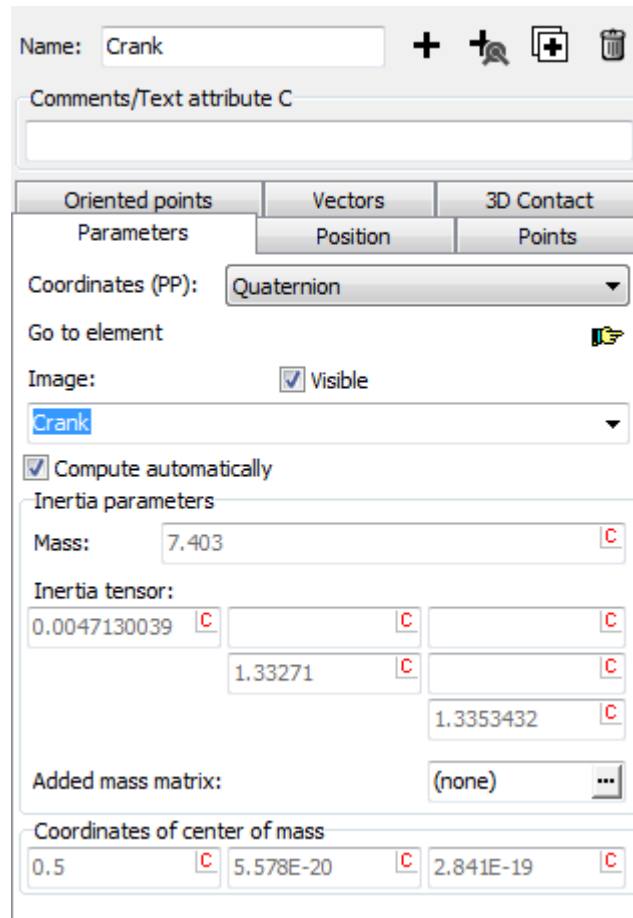 Name: Crank
Comments/Text attribute C
Oriented points Vectors 3D Contact
Parameters Position Points
Coordinates (PP): Quaternion
Go to element
Image: Visible
Crank
Compute automatically
Inertia parameters
Mass: 7.403 C
Inertia tensor:
0.0047130039 C C C
1.33271 C C
1.3353432 C
Added mass matrix: (none) ...
Coordinates of center of mass
0.5 C 5.578E-20 C 2.841E-19 C